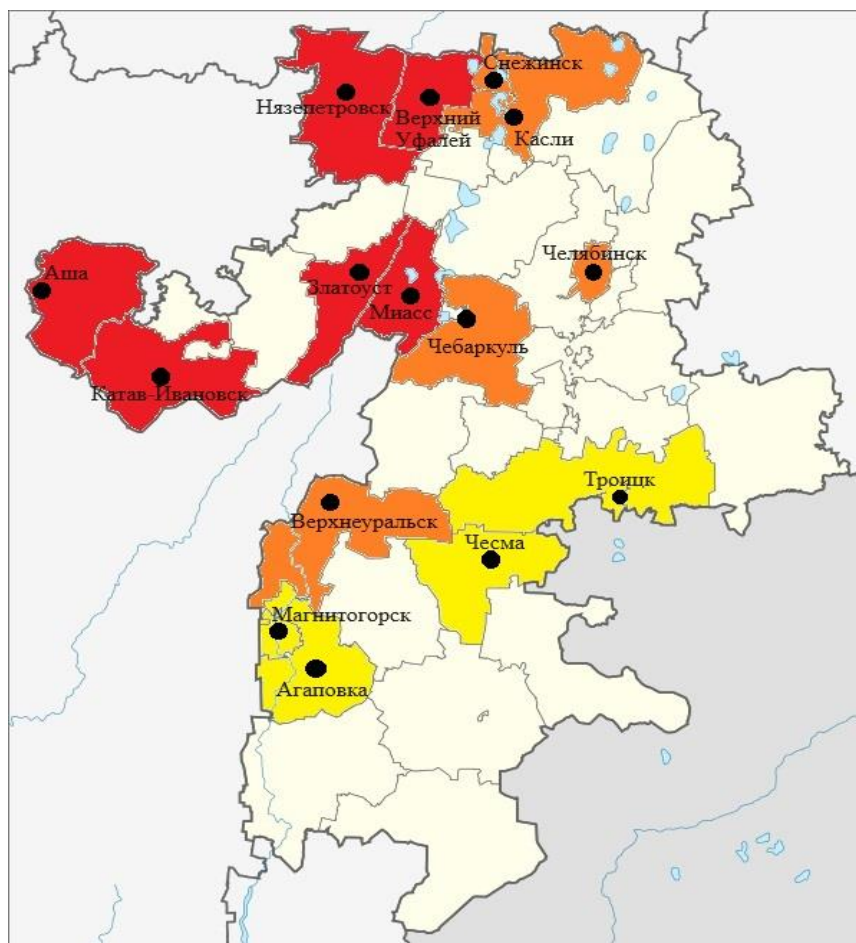 Снежинск
Нязепетровск
Верхний
Уфалей
Касли
Челябинск
Аша
Златоуст
Миасс
Чебаркуль
Катав-Ивановск
Троицк
Верхнеуральск
Чесма
Магнитогорск
Агаповка